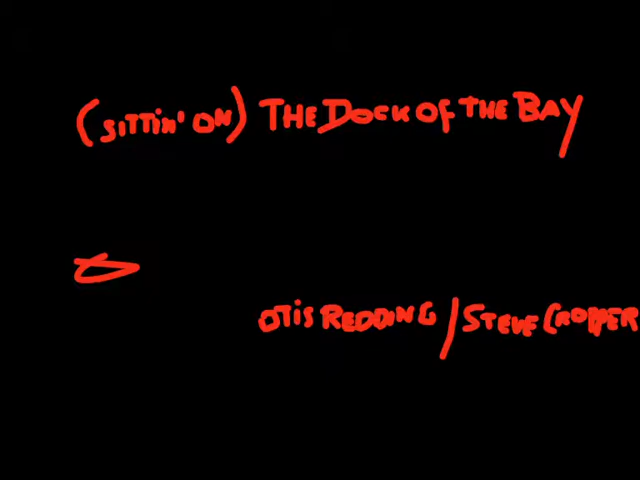 (SITTIN' ON) THE DOCK OF THE BAY
OTIS REDDING / STEVE CROPPER